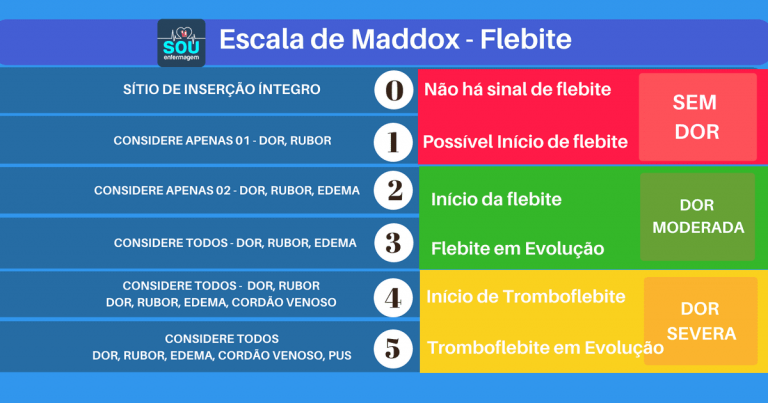 SOU
enfermagem
Escala de Maddox - Flebite
SÍTIO DE INSERÇÃO ÍNTEGRO
0
Não há sinal de flebite
SEM
DOR
CONSIDERE APENAS 01 - DOR, RUBOR
1
Possível Início de flebite
CONSIDERE APENAS 02 - DOR, RUBOR, EDEMA
2
Início da flebite
DOR
MODERADA
CONSIDERE TODOS - DOR, RUBOR, EDEMA
3
Flebite em Evolução
CONSIDERE TODOS - DOR, RUBOR
DOR, RUBOR, EDEMA, CORDÃO VENOSO
4
Início de Tromboflebite
DOR
SEVERA
CONSIDERE TODOS
DOR, RUBOR, EDEMA, CORDÃO VENOSO, PUS
5
Tromboflebite em Evolução